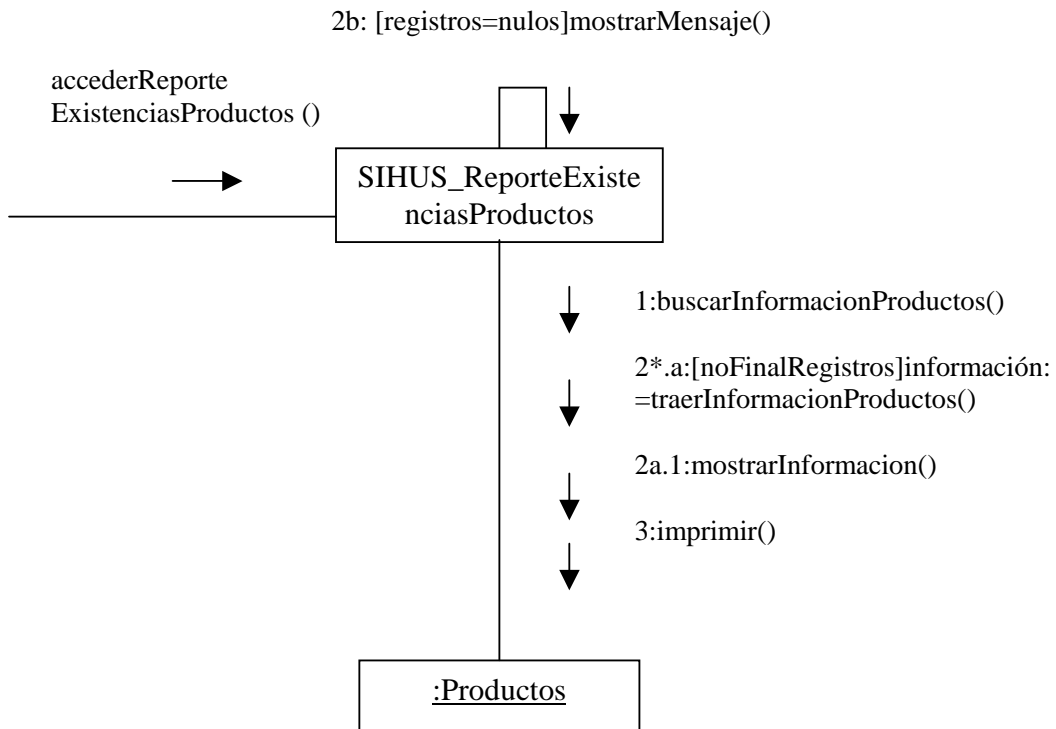 2b: [registros=nulos]mostrarMensaje()
accederReporte
ExistenciasProductos ()
SIHUS_ReporteExiste
nciasProductos
1:buscarInformacionProductos()
2*.a:[noFinalRegistros]información:
=traerInformacionProductos()
2a.1:mostrarInformacion()
3:imprimir()
:Productos